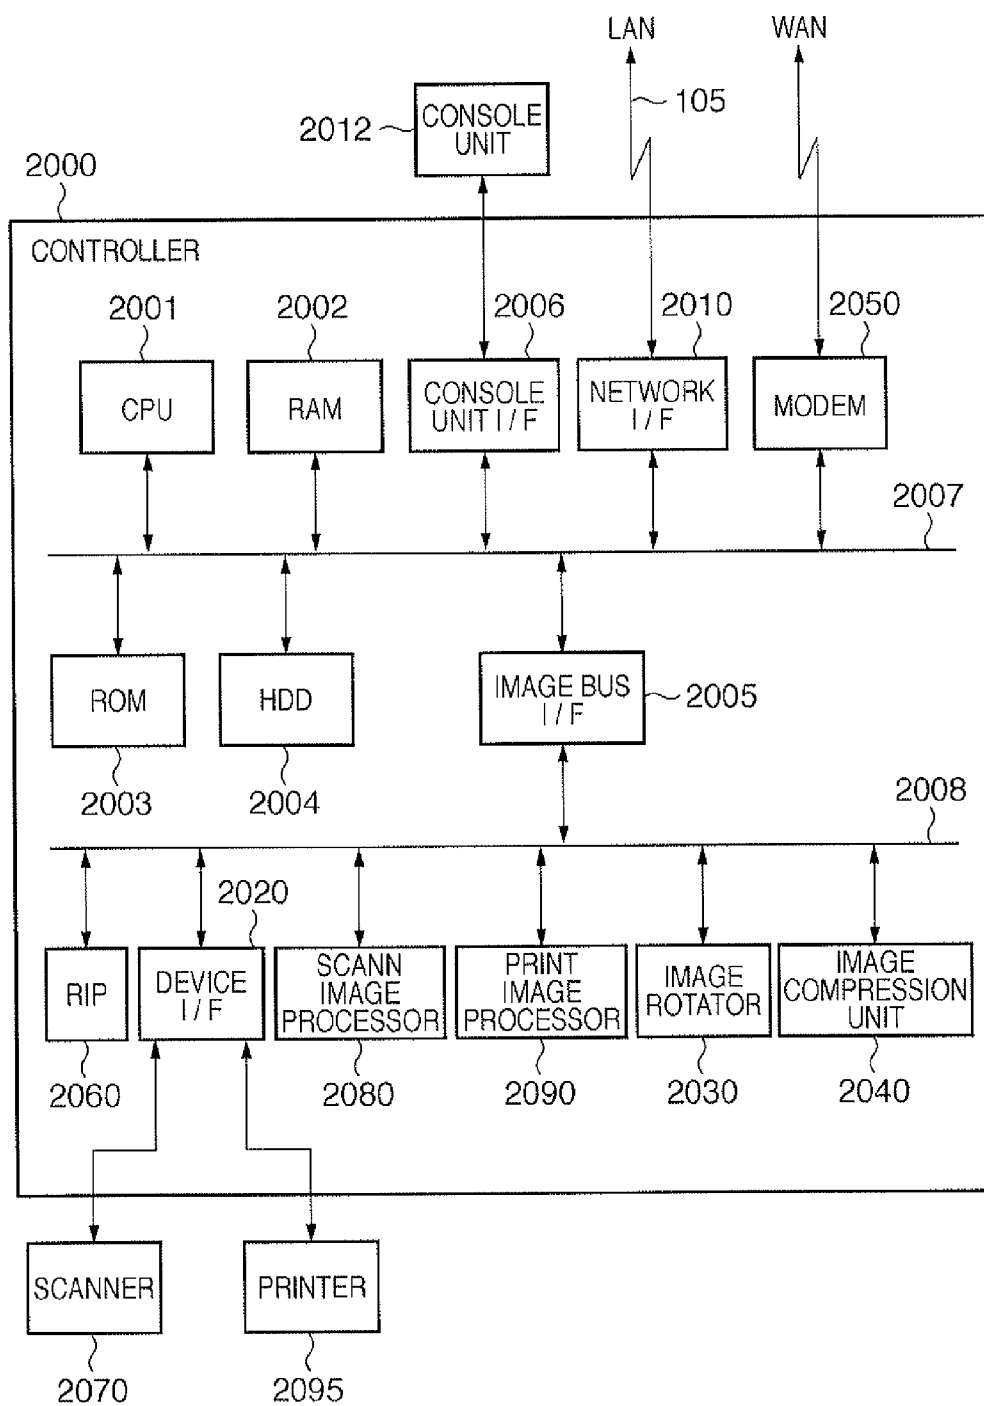 LAN
WAN
105
2012
CONSOLE
UNIT
2000
CONTROLLER
2001
2002
2006
2010
2050
CPU
RAM
CONSOLE
UNIT I / F
NETWORK
I / F
MODEM
2007
ROM
HDD
IMAGE BUS
I / F
2005
2003
2004
2008
2020
RIP
DEVICE
I / F
SCANN
IMAGE
PROCESSOR
PRINT
IMAGE
PROCESSOR
IMAGE
ROTATOR
IMAGE
COMPRESSION
UNIT
2060
2080
2090
2030
2040
SCANNER
PRINTER
2070
2095